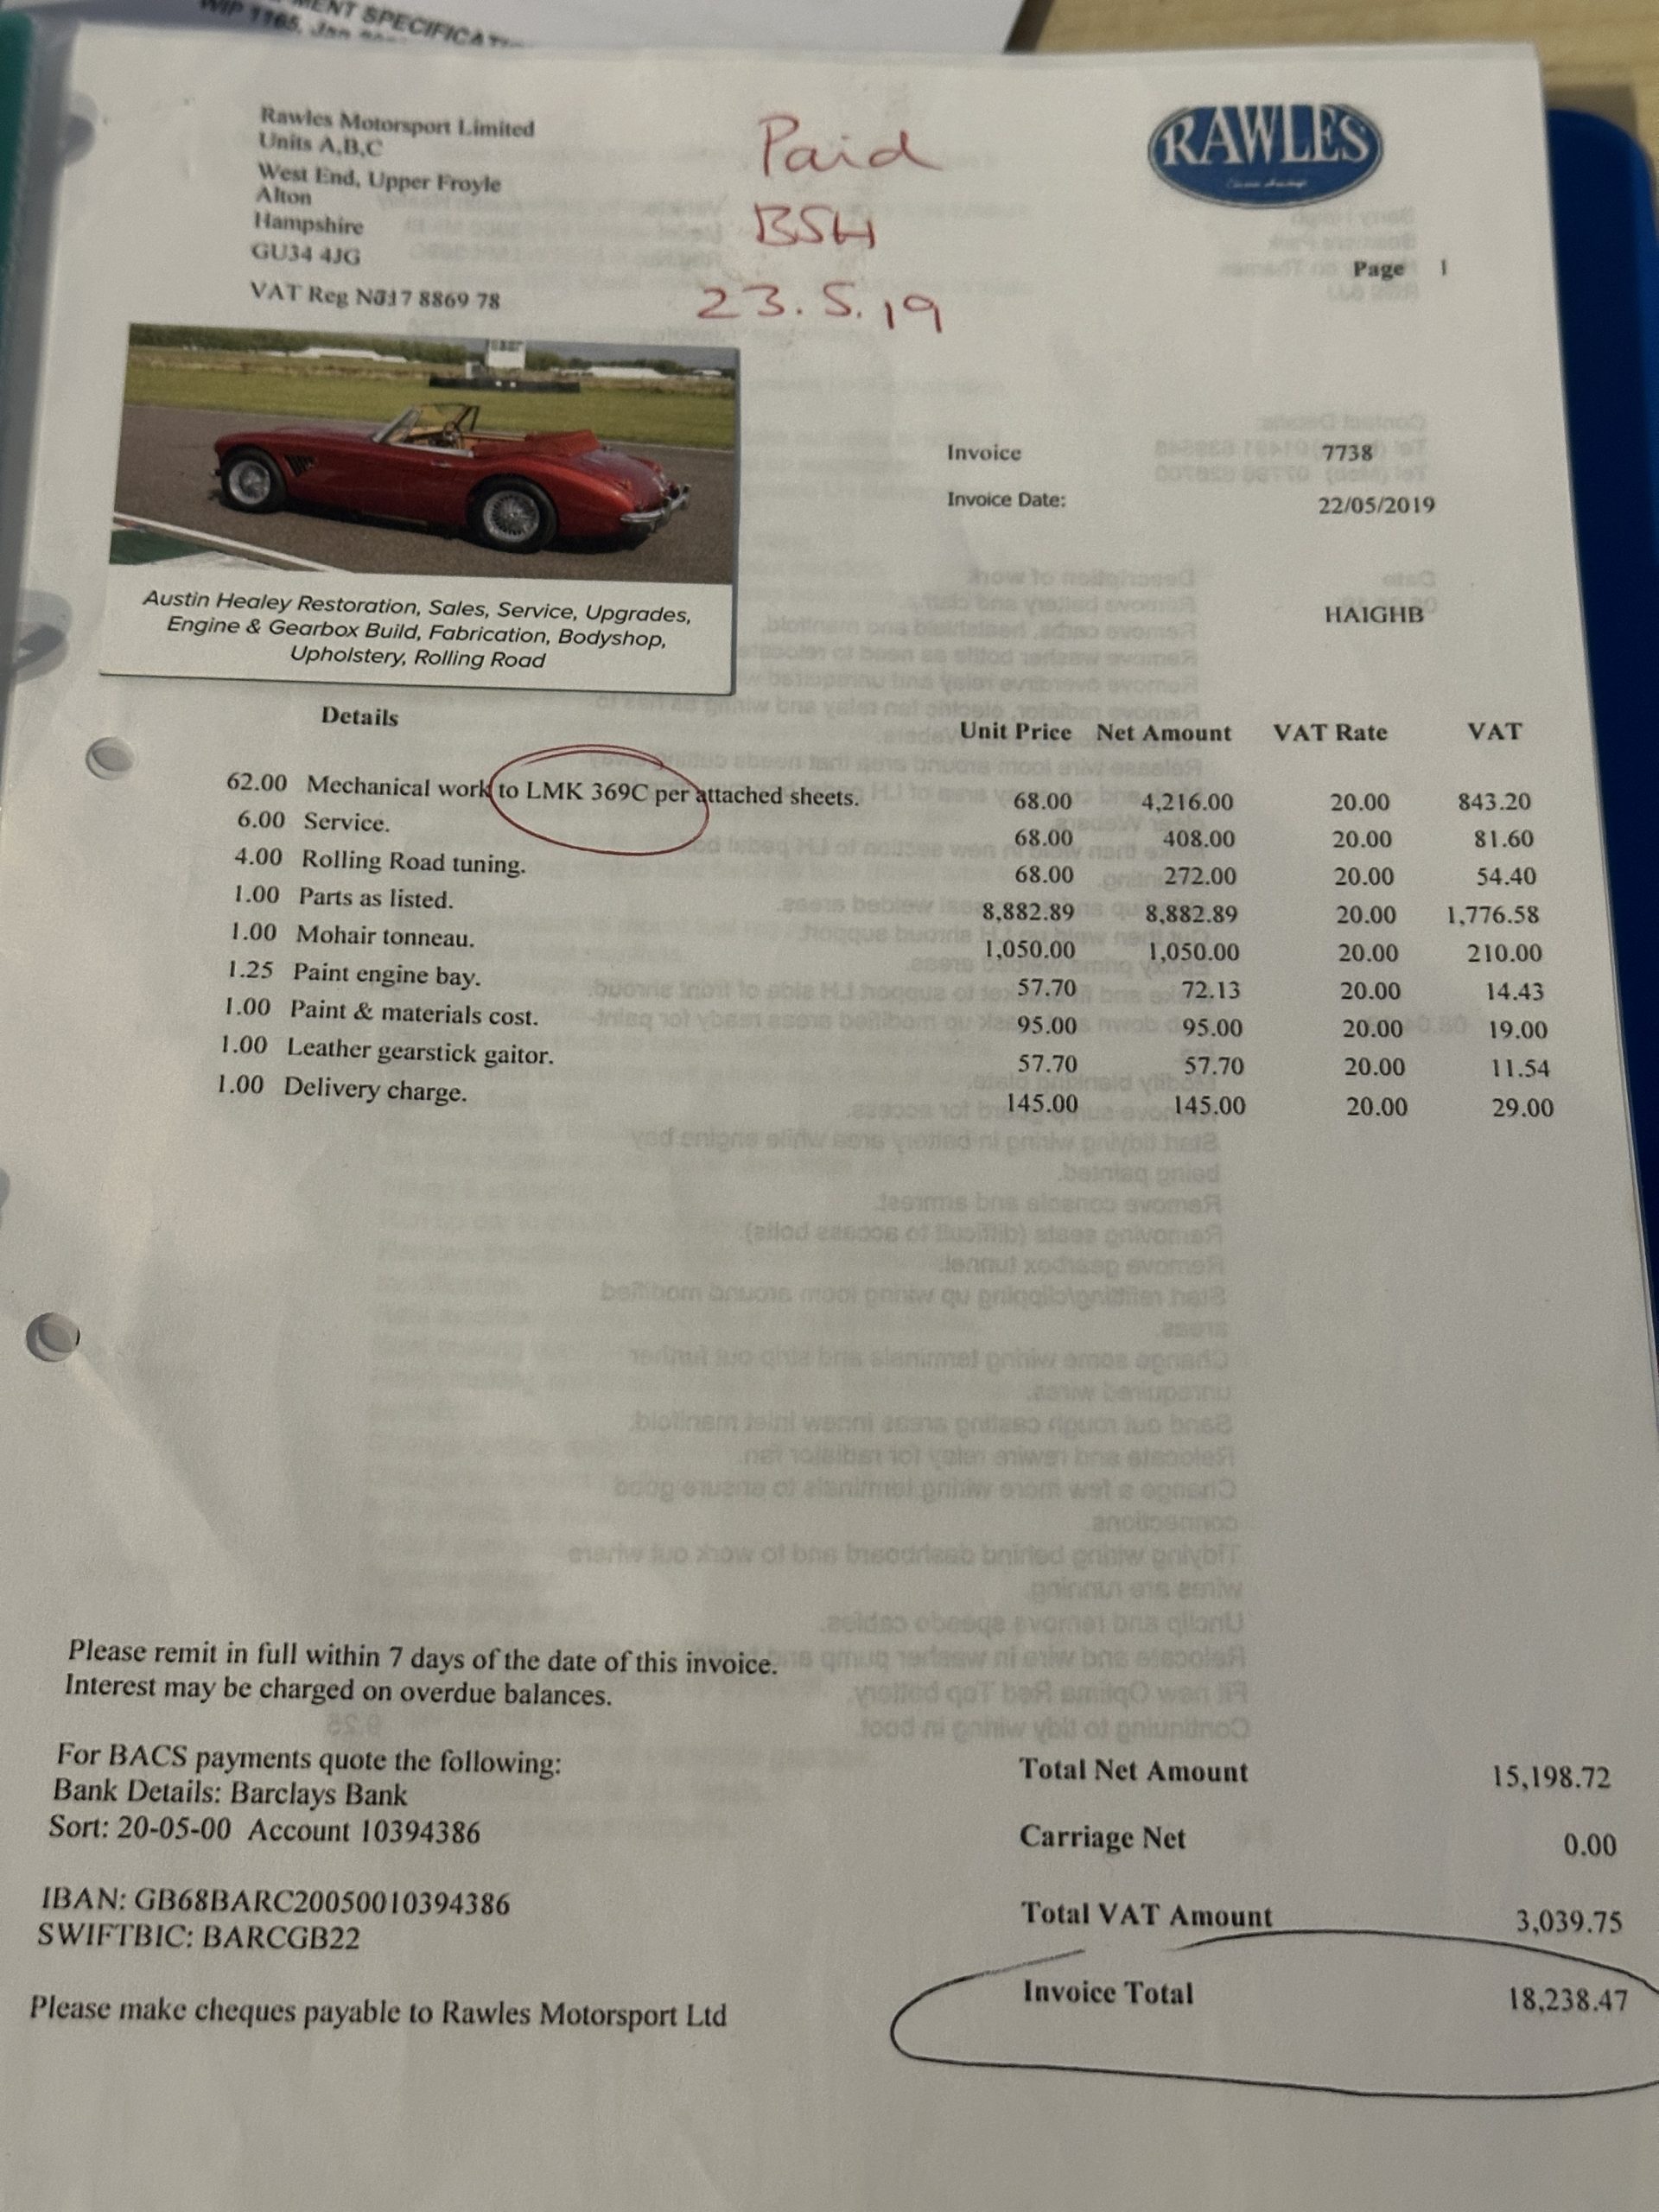 MENT SPECIFICATI
WIP 1165, Jan
Rawles Motorsport Limited
Units A,B,C
West End, Upper Froyle
Alton
Hampshire
GU34 4JG
VAT Reg No 8869 78
Paid
BSH
23.5.19
RAWLES
Page 1
Invoice 7738
Invoice Date: 22/05/2019
HAIGHB
Austin Healey Restoration, Sales, Service, Upgrades,
Engine & Gearbox Build, Fabrication, Bodyshop,
Upholstery, Rolling Road
Details Unit Price Net Amount VAT Rate VAT
62.00 Mechanical work to LMK 369C per attached sheets. 68.00 4,216.00 20.00 843.20
6.00 Service. 68.00 408.00 20.00 81.60
4.00 Rolling Road tuning. 68.00 272.00 20.00 54.40
1.00 Parts as listed. 8,882.89 8,882.89 20.00 1,776.58
1.00 Mohair tonneau. 1,050.00 1,050.00 20.00 210.00
1.25 Paint engine bay. 57.70 72.13 20.00 14.43
1.00 Paint & materials cost. 95.00 95.00 20.00 19.00
1.00 Leather gearstick gaitor. 57.70 57.70 20.00 11.54
1.00 Delivery charge. 145.00 145.00 20.00 29.00
Please remit in full within 7 days of the date of this invoice.
Interest may be charged on overdue balances.
For BACS payments quote the following:
Bank Details: Barclays Bank
Sort: 20-05-00 Account 10394386
IBAN: GB68BARC20050010394386
SWIFTBIC: BARCGB22
Please make cheques payable to Rawles Motorsport Ltd
Total Net Amount 15,198.72
Carriage Net 0.00
Total VAT Amount 3,039.75
Invoice Total 18,238.47